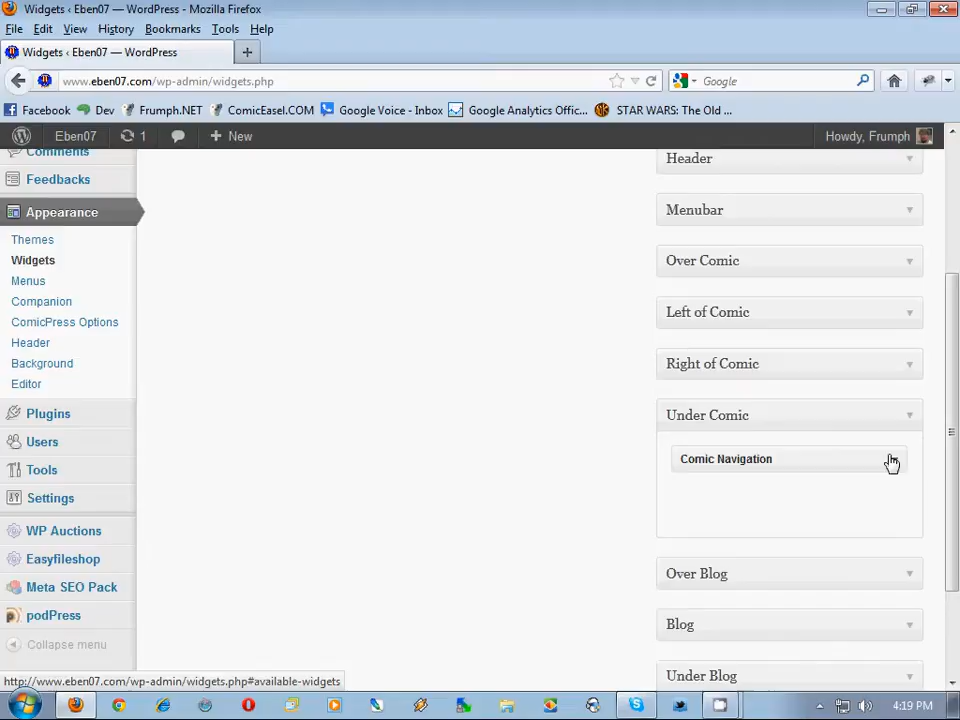 Widgets ‹ Eben07 — WordPress - Mozilla Firefox
File Edit View History Bookmarks Tools Help
Widgets ‹ Eben07 — WordPress
www.eben07.com/wp-admin/widgets.php
Google
Facebook Dev Frumph.NET ComicEasel.COM Google Voice - Inbox Google Analytics Offic... STAR WARS: The Old ...
Eben07 1 New Howdy, Frumph
Comments
Feedbacks
Appearance
Themes
Widgets
Menus
Companion
ComicPress Options
Header
Background
Editor
Plugins
Users
Tools
Settings
WP Auctions
Easyfileshop
Meta SEO Pack
podPress
Collapse menu
Header
Menubar
Over Comic
Left of Comic
Right of Comic
Under Comic
Comic Navigation
Over Blog
Blog
Under Blog
http://www.eben07.com/wp-admin/widgets.php#available-widgets
4:19 PM